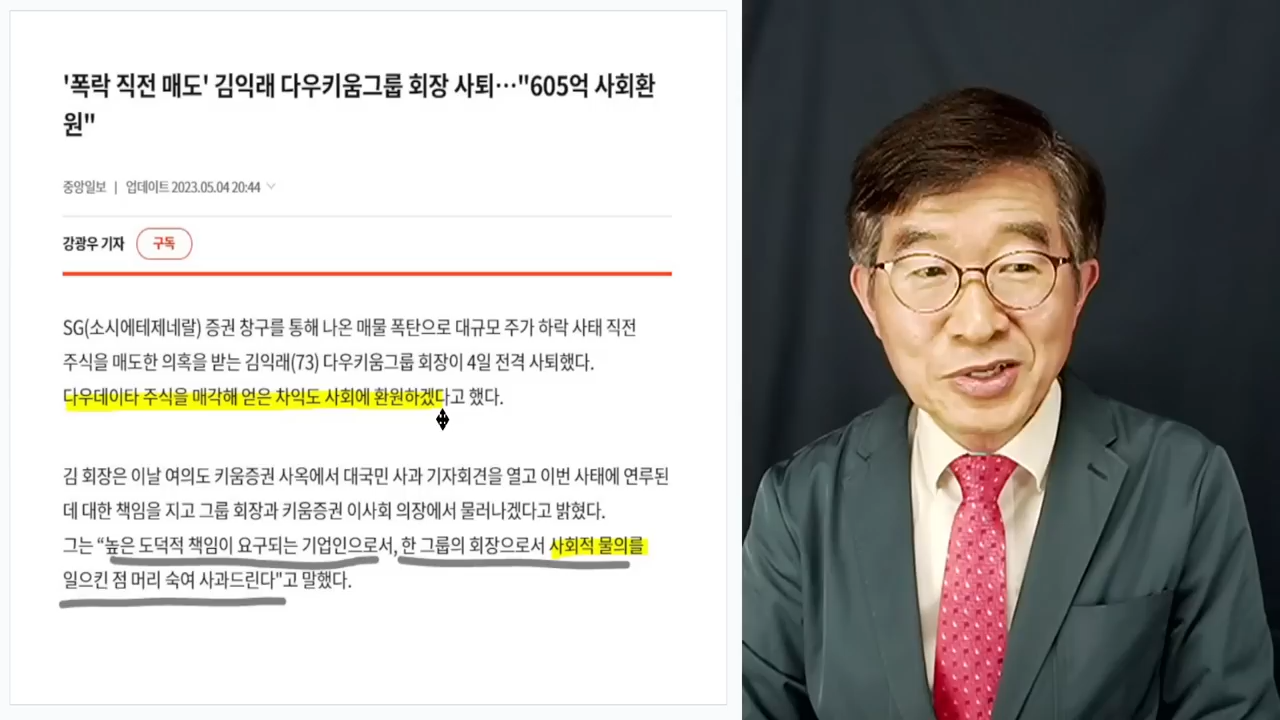 '폭락 직전 매도' 김익래 다우키움그룹 회장 사퇴…"605억 사회환
원"
중앙일보 | 업데이트 2023.05.04 20:44
강광우 기자 구독
SG(소시에테제네랄) 증권 창구를 통해 나온 매물 폭탄으로 대규모 주가 하락 사태 직전
주식을 매도한 의혹을 받는 김익래(73) 다우키움그룹 회장이 4일 전격 사퇴했다.
다우데이타 주식을 매각해 얻은 차익도 사회에 환원하겠다고 했다.
김 회장은 이날 여의도 키움증권 사옥에서 대국민 사과 기자회견을 열고 이번 사태에 연루된
데 대한 책임을 지고 그룹 회장과 키움증권 이사회 의장에서 물러나겠다고 밝혔다.
그는 “높은 도덕적 책임이 요구되는 기업인으로서, 한 그룹의 회장으로서 사회적 물의를
일으킨 점 머리 숙여 사과드린다"고 말했다.